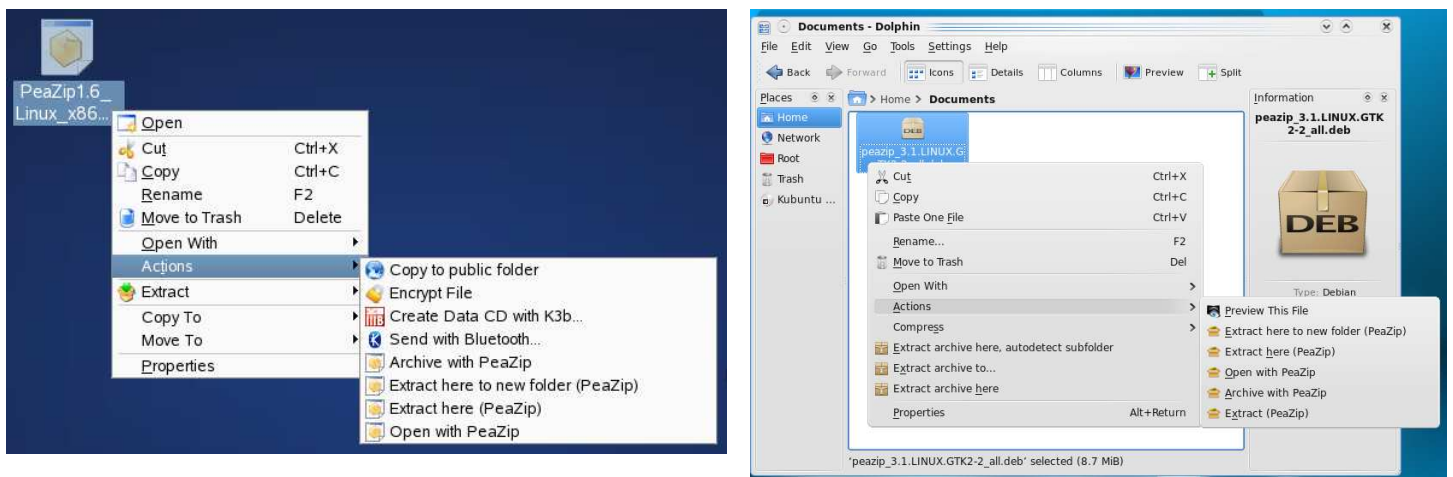 PeaZip1.6_
Linux_x86...
Open
Cut Ctrl+X
Copy Ctrl+C
Rename F2
Move to Trash Delete
Open With
Actions
Extract
Copy To
Move To
Properties
Copy to public folder
Encrypt File
Create Data CD with K3b...
Send with Bluetooth...
Archive with PeaZip
Extract here to new folder (PeaZip)
Extract here (PeaZip)
Open with PeaZip
Documents - Dolphin
File Edit View Go Tools Settings Help
Back Forward Icons Details Columns Preview Split
Places
Home
Network
Root
Trash
Kubuntu ...
> Home > Documents
DEB
peazip_3.1.LINUX.G
Cut Ctrl+X
Copy Ctrl+C
Paste One File Ctrl+V
Rename... F2
Move to Trash Del
Open With
Actions
Compress
Extract archive here, autodetect subfolder
Extract archive to...
Extract archive here
Properties Alt+Return
Preview This File
Extract here to new folder (PeaZip)
Extract here (PeaZip)
Open with PeaZip
Archive with PeaZip
Extract (PeaZip)
Information
peazip_3.1.LINUX.GTK
2-2_all.deb
DEB
Type: Debian
'peazip_3.1.LINUX.GTK2-2_all.deb' selected (8.7 MiB)